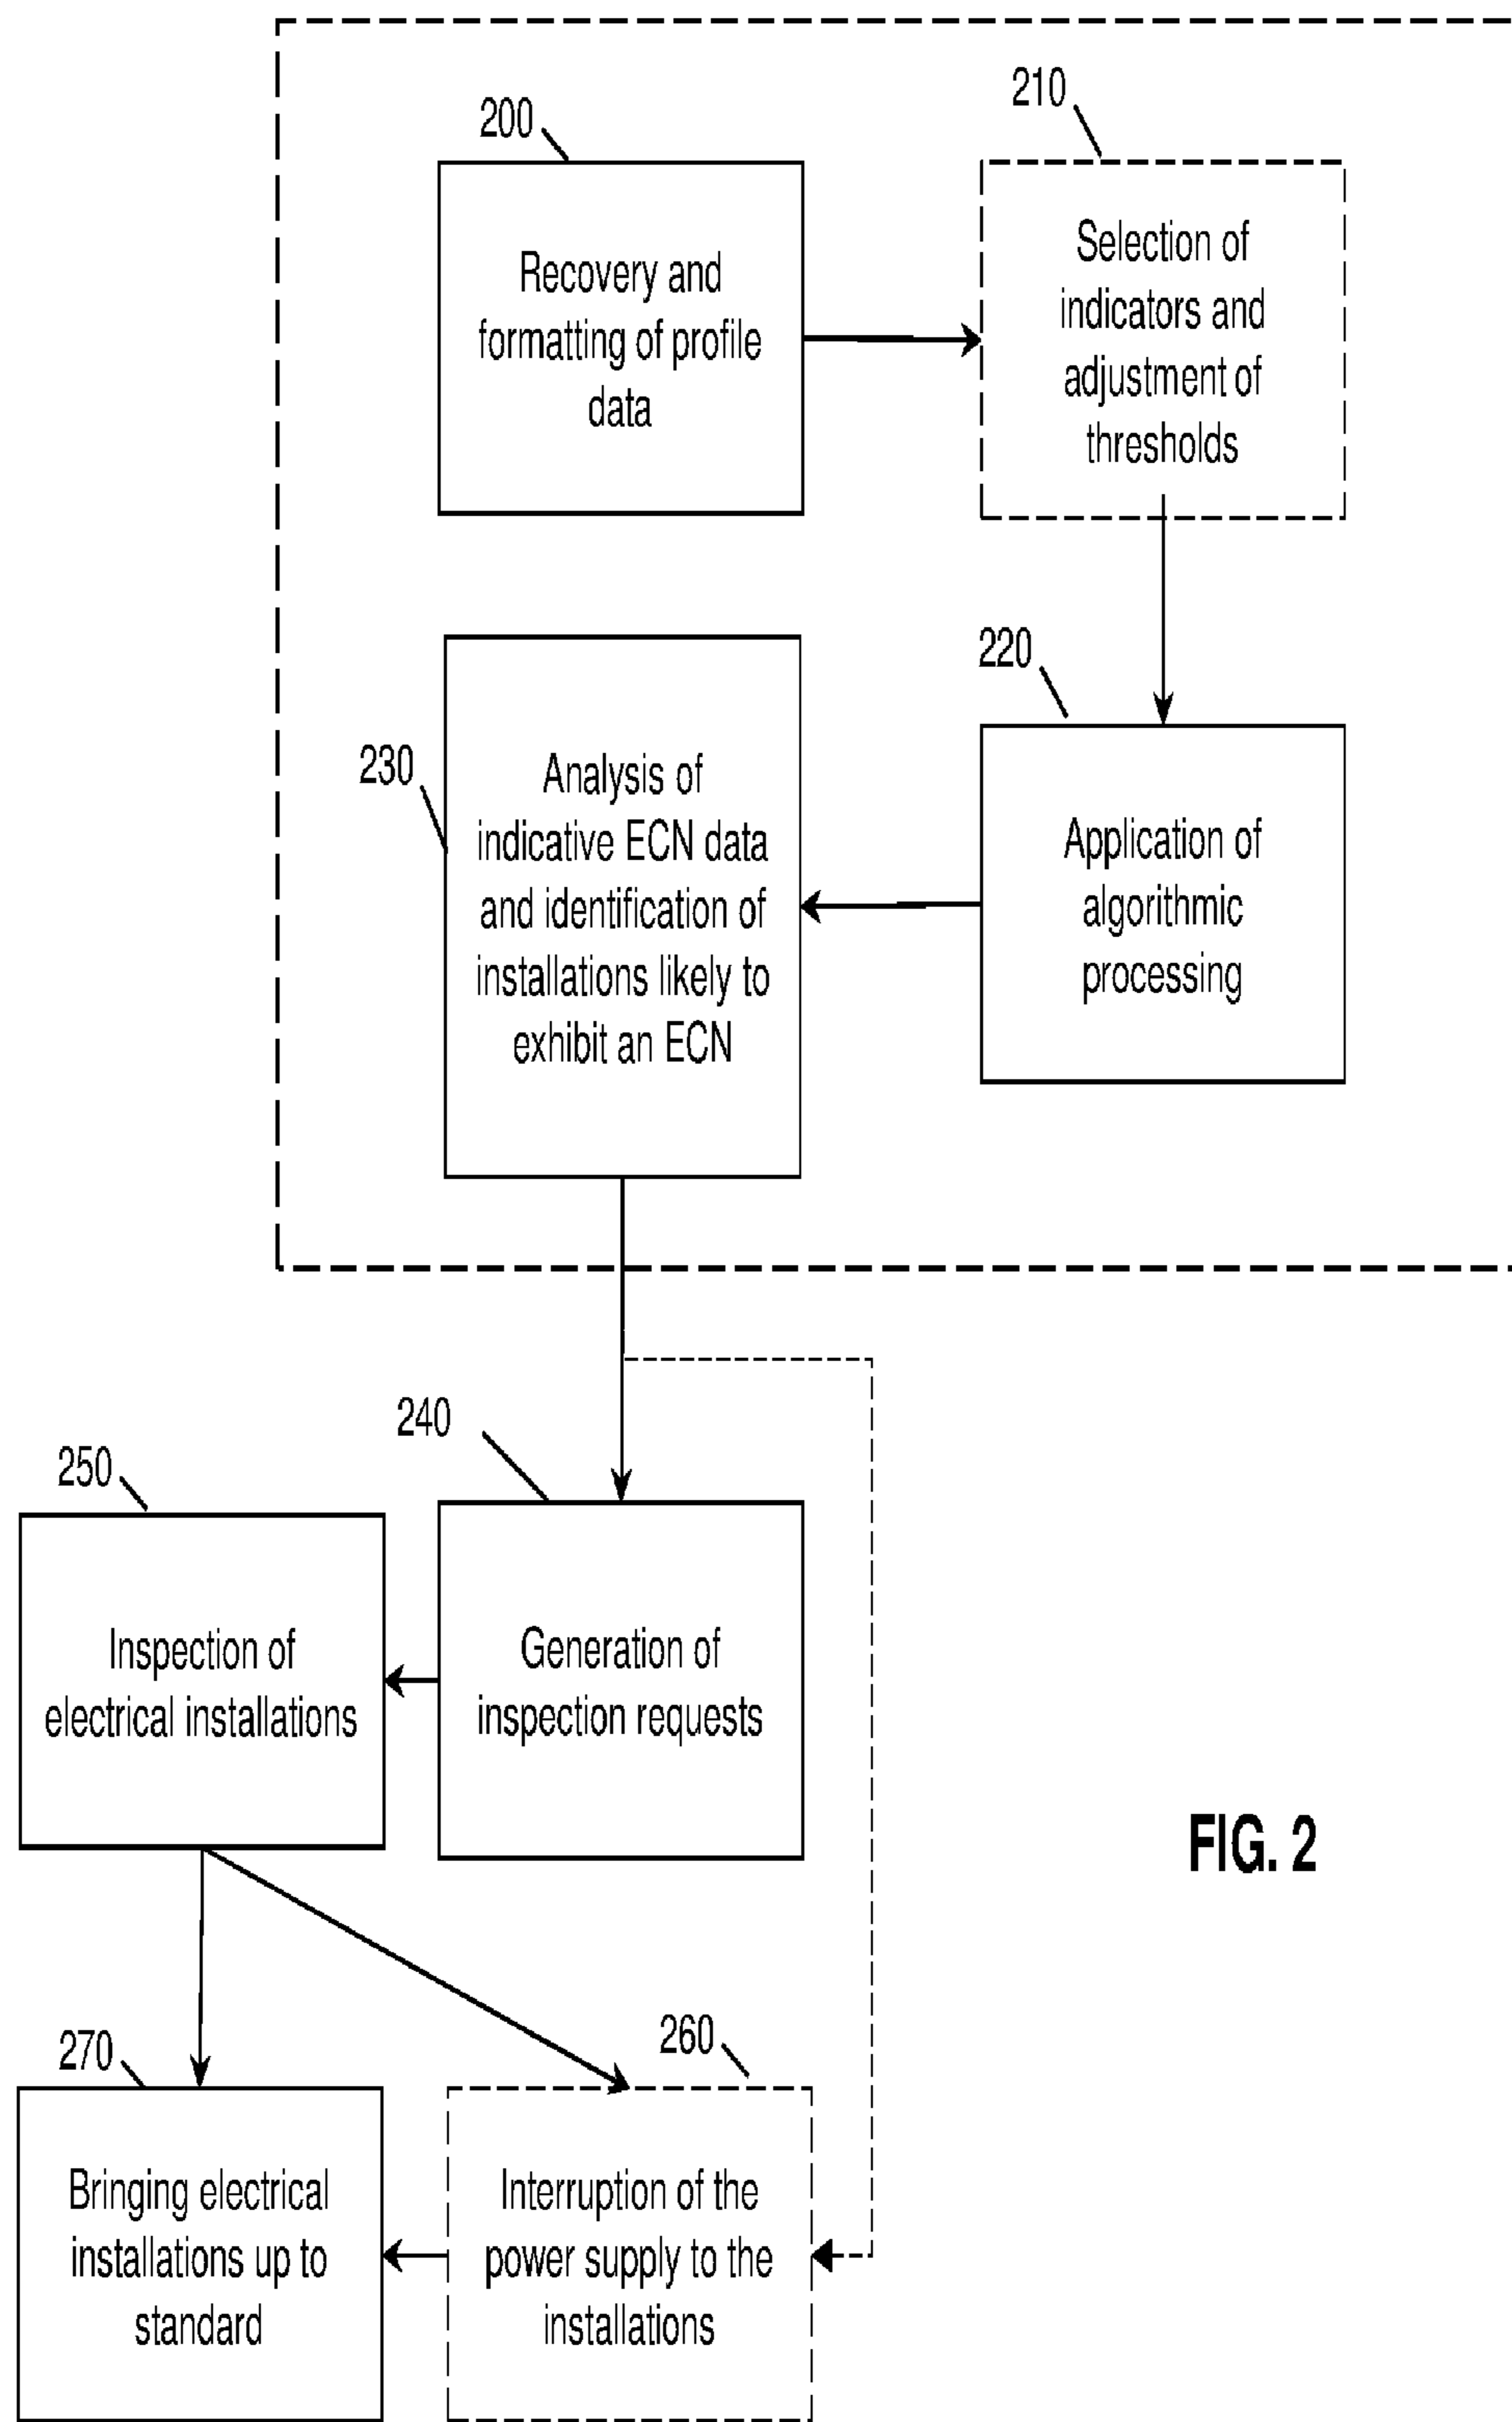 200
Recovery and
formatting of profile
data
210
Selection of
indicators and
adjustment of
thresholds
220
Application of
algorithmic
processing
230
Analysis of
indicative ECN data
and identification of
installations likely to
exhibit an ECN
240
Generation of
inspection requests
250
Inspection of
electrical installations
260
Interruption of the
power supply to the
installations
270
Bringing electrical
installations up to
standard
FIG. 2